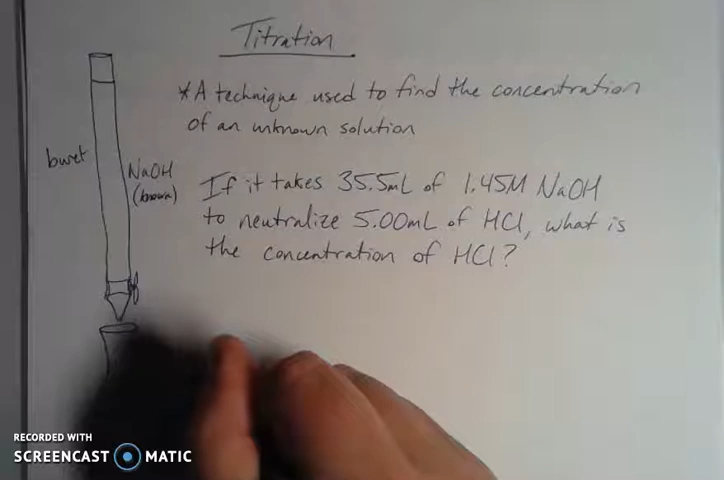 Titration
*A technique used to find the concentration
of an unknown solution
buret
NaOH
(known)
If it takes 35.5mL of 1.45M NaOH
to neutralize 5.00mL of HCl, what is
the concentration of HCl?
RECORDED WITH
SCREENCAST MATIC